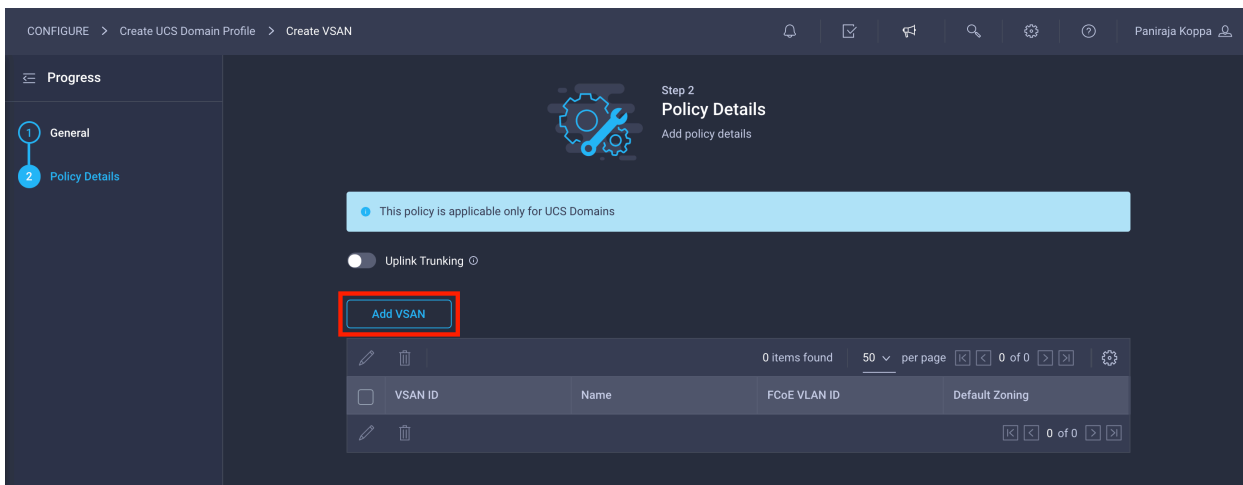 CONFIGURE > Create UCS Domain Profile > Create VSAN
Paniraja Koppa
Progress
1 General
2 Policy Details
Step 2
Policy Details
Add policy details
This policy is applicable only for UCS Domains
Uplink Trunking
Add VSAN
0 items found 50 per page 0 of 0
VSAN ID Name FCoE VLAN ID Default Zoning
0 of 0